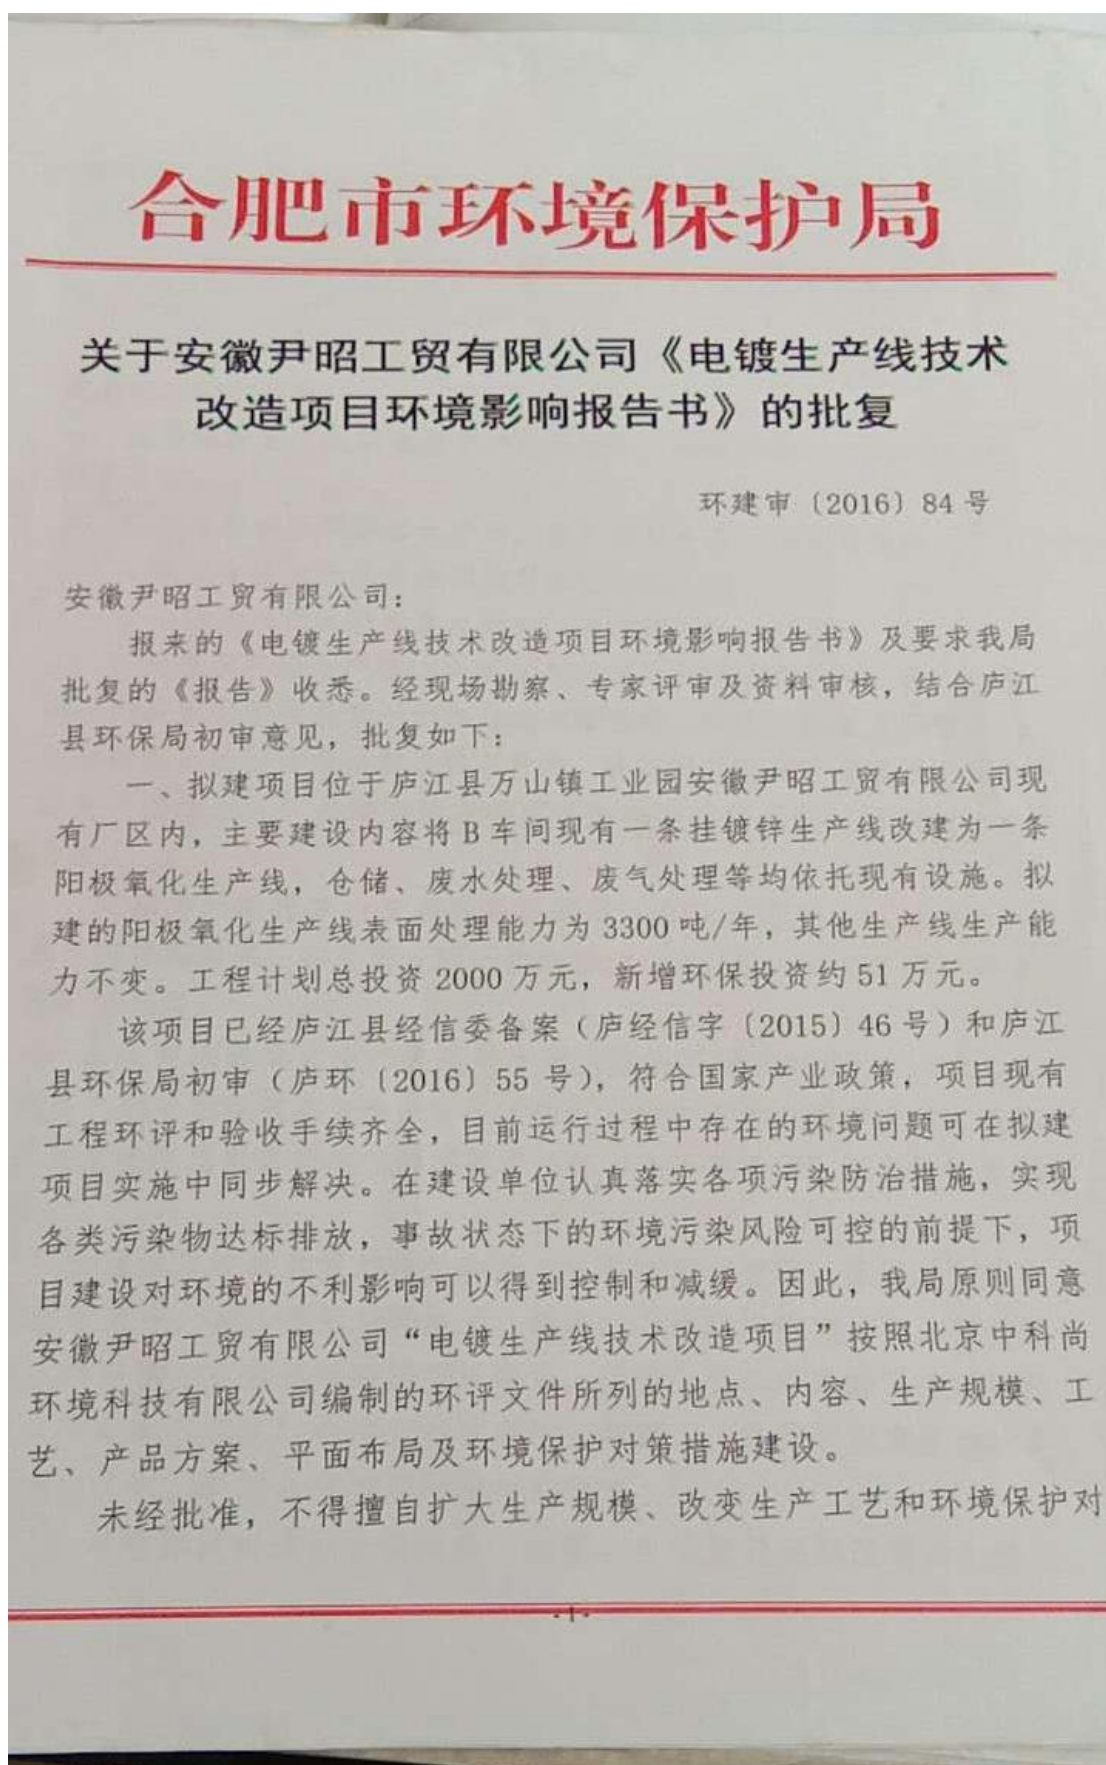 合肥市环境保护局
关于安徽尹昭工贸有限公司《电镀生产线技术
改造项目环境影响报告书》的批复
环建审〔2016〕84 号
安徽尹昭工贸有限公司：
报来的《电镀生产线技术改造项目环境影响报告书》及要求我局
批复的《报告》收悉。经现场勘察、专家评审及资料审核，结合庐江
县环保局初审意见，批复如下：
一、拟建项目位于庐江县万山镇工业园安徽尹昭工贸有限公司现
有厂区内，主要建设内容将 B 车间现有一条挂镀锌生产线改建为一条
阳极氧化生产线，仓储、废水处理、废气处理等均依托现有设施。拟
建的阳极氧化生产线表面处理能力为 3300 吨/年，其他生产线生产能
力不变。工程计划总投资 2000 万元，新增环保投资约 51 万元。
该项目已经庐江县经信委备案（庐经信字〔2015〕46 号）和庐江
县环保局初审（庐环〔2016〕55 号），符合国家产业政策，项目现有
工程环评和验收手续齐全，目前运行过程中存在的环境问题可在拟建
项目实施中同步解决。在建设单位认真落实各项污染防治措施，实现
各类污染物达标排放，事故状态下的环境污染风险可控的前提下，项
目建设对环境的不利影响可以得到控制和减缓。因此，我局原则同意
安徽尹昭工贸有限公司“电镀生产线技术改造项目”按照北京中科尚
环境科技有限公司编制的环评文件所列的地点、内容、生产规模、工
艺、产品方案、平面布局及环境保护对策措施建设。
未经批准，不得擅自扩大生产规模、改变生产工艺和环境保护对
-1-